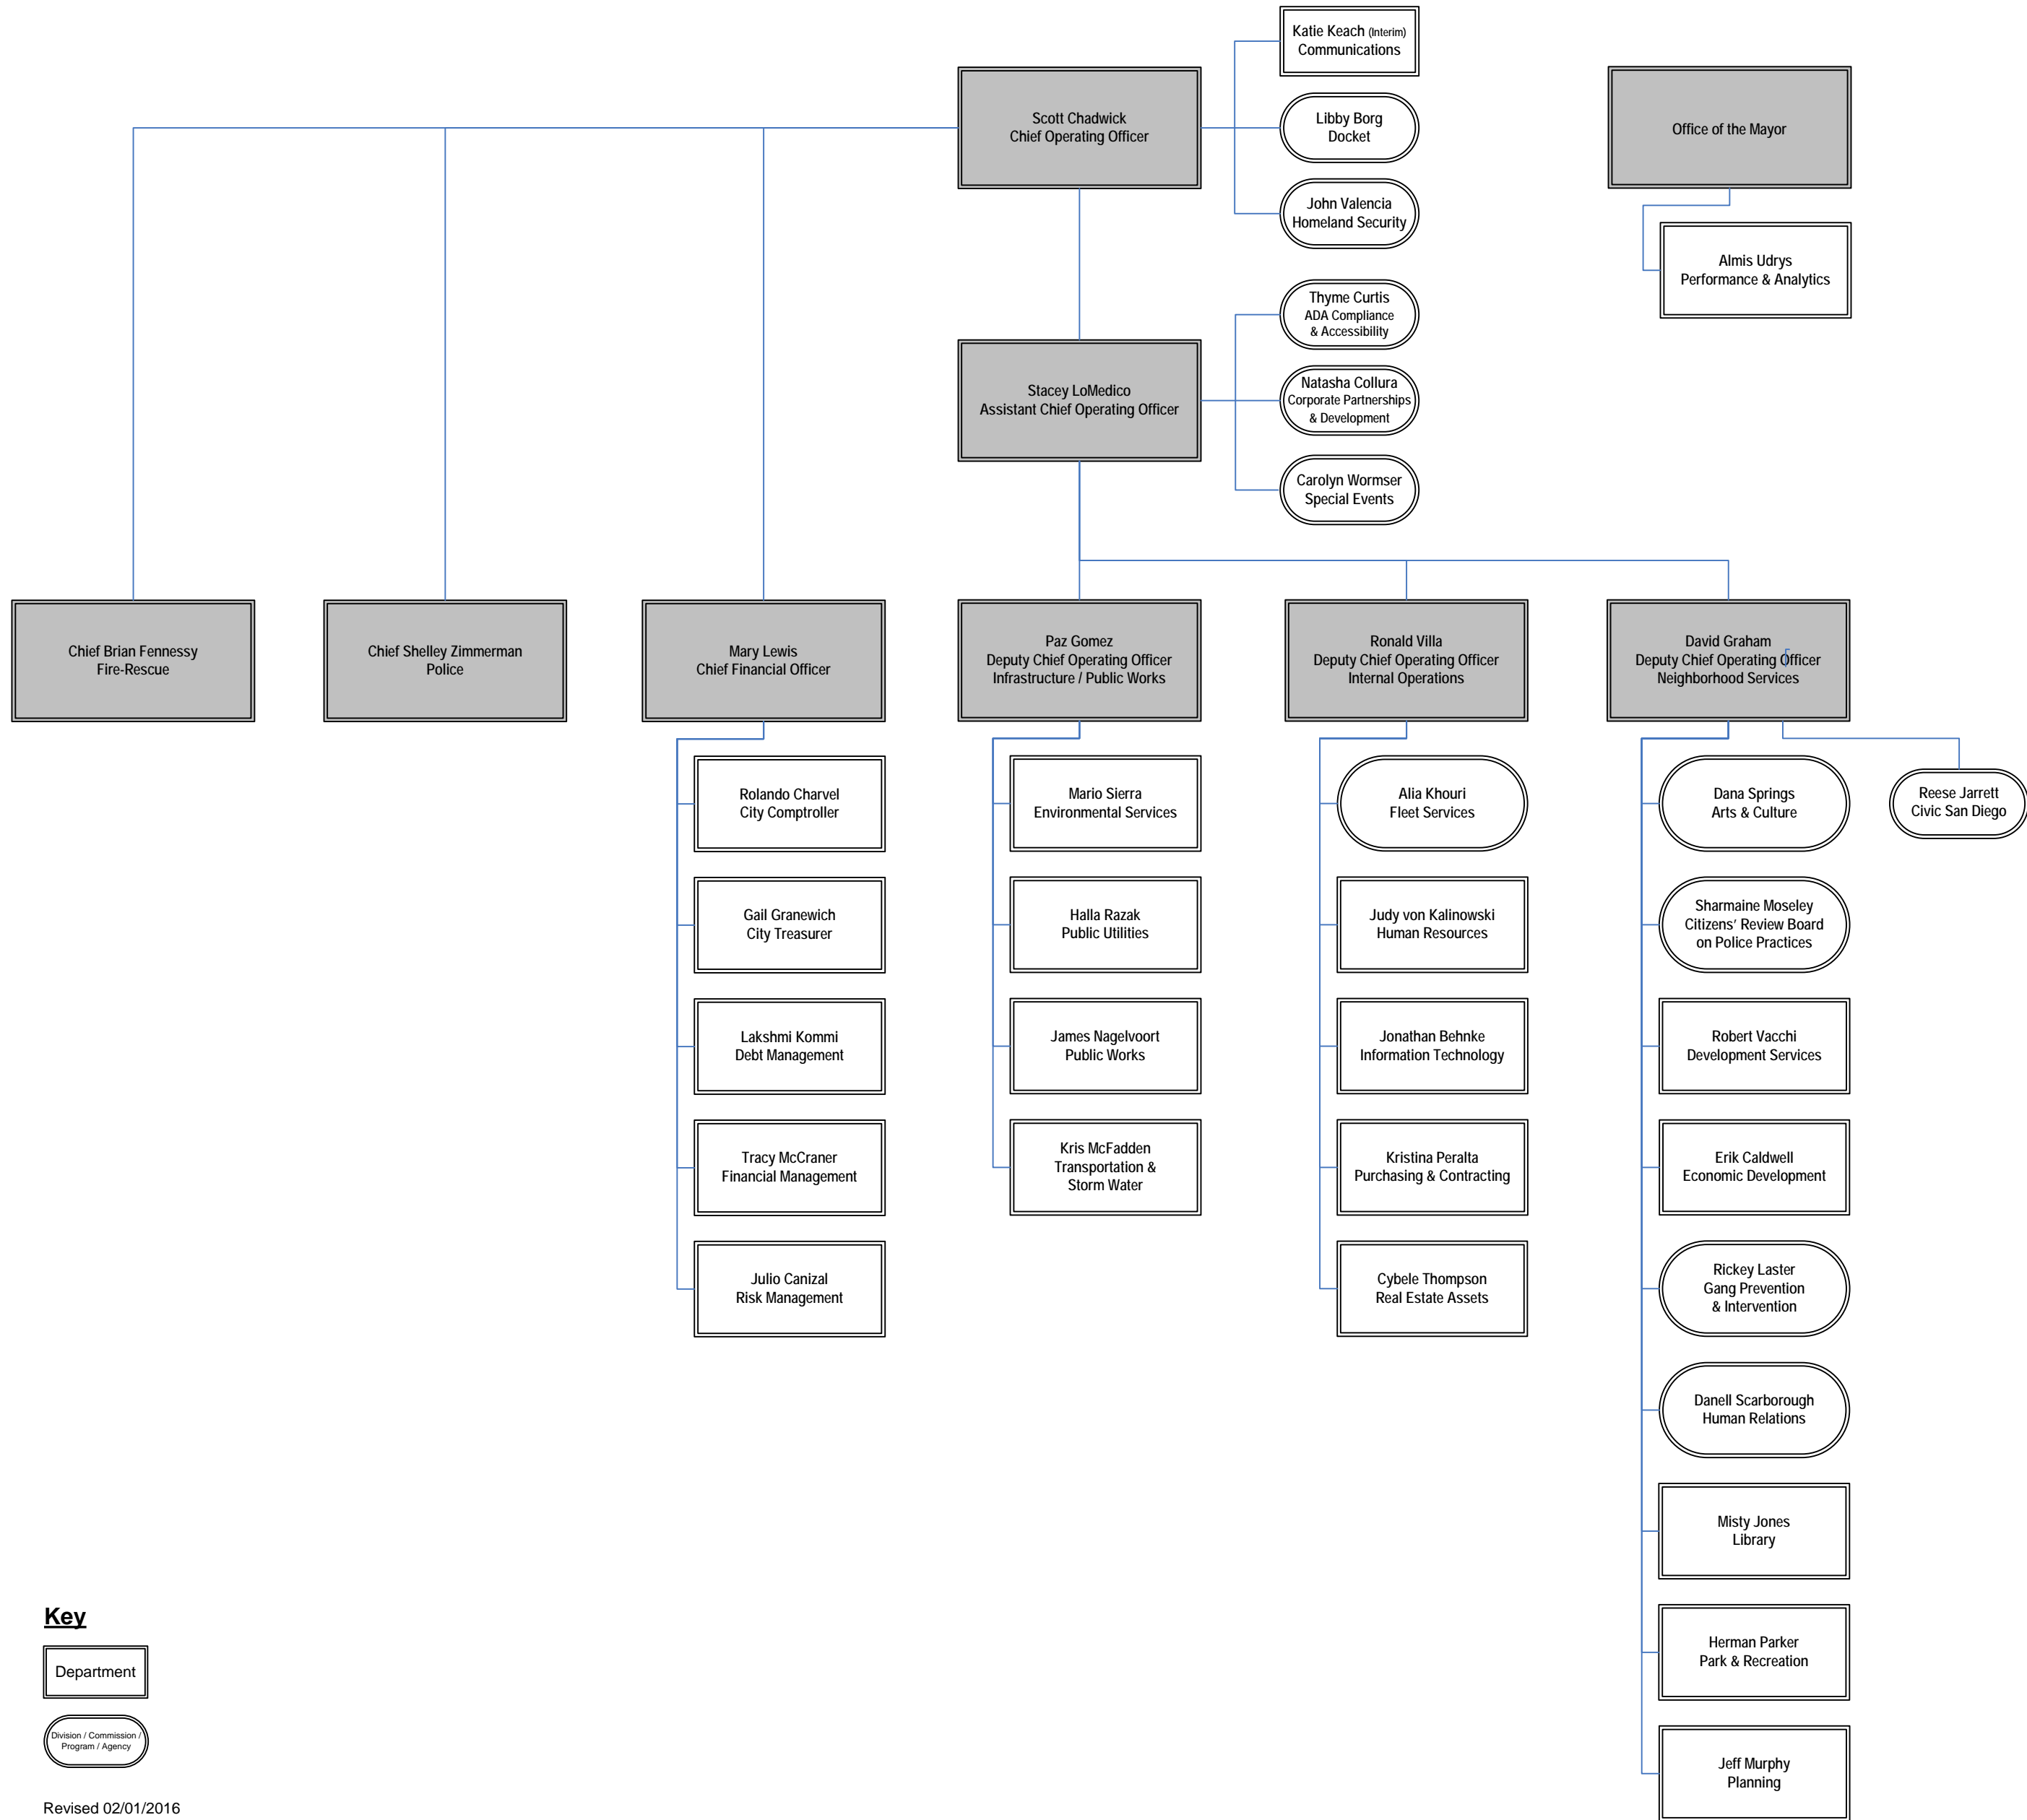 Katie Keach (Interim)
Communications
Scott Chadwick
Chief Operating Officer
Libby Borg
Docket
Office of the Mayor
John Valencia
Homeland Security
Almis Udrys
Performance & Analytics
Thyme Curtis
ADA Compliance
& Accessibility
Stacey LoMedico
Assistant Chief Operating Officer
Natasha Collura
Corporate Partnerships
& Development
Carolyn Wormser
Special Events
Chief Brian Fennessy
Fire-Rescue
Chief Shelley Zimmerman
Police
Mary Lewis
Chief Financial Officer
Paz Gomez
Deputy Chief Operating Officer
Infrastructure / Public Works
Ronald Villa
Deputy Chief Operating Officer
Internal Operations
David Graham
Deputy Chief Operating Officer
Neighborhood Services
Rolando Charvel
City Comptroller
Gail Granewich
City Treasurer
Lakshmi Kommi
Debt Management
Tracy McCraner
Financial Management
Julio Canizal
Risk Management
Mario Sierra
Environmental Services
Halla Razak
Public Utilities
James Nagelvoort
Public Works
Kris McFadden
Transportation &
Storm Water
Alia Khouri
Fleet Services
Judy von Kalinowski
Human Resources
Jonathan Behnke
Information Technology
Kristina Peralta
Purchasing & Contracting
Cybele Thompson
Real Estate Assets
Dana Springs
Arts & Culture
Reese Jarrett
Civic San Diego
Sharmaine Moseley
Citizens’ Review Board
on Police Practices
Robert Vacchi
Development Services
Erik Caldwell
Economic Development
Rickey Laster
Gang Prevention
& Intervention
Danell Scarborough
Human Relations
Misty Jones
Library
Herman Parker
Park & Recreation
Jeff Murphy
Planning
Key
Department
Division / Commission /
Program / Agency
Revised 02/01/2016